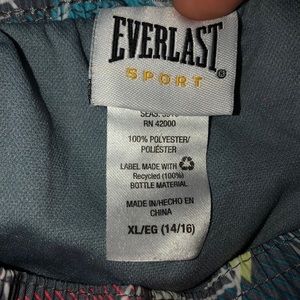 EVERLAST®
SPORT
RN 42000
100% POLYESTER/
POLIÉSTER
LABEL MADE WITH
Recycled (100%)
BOTTLE MATERIAL
MADE IN/HECHO EN
CHINA
XL/EG (14/16)